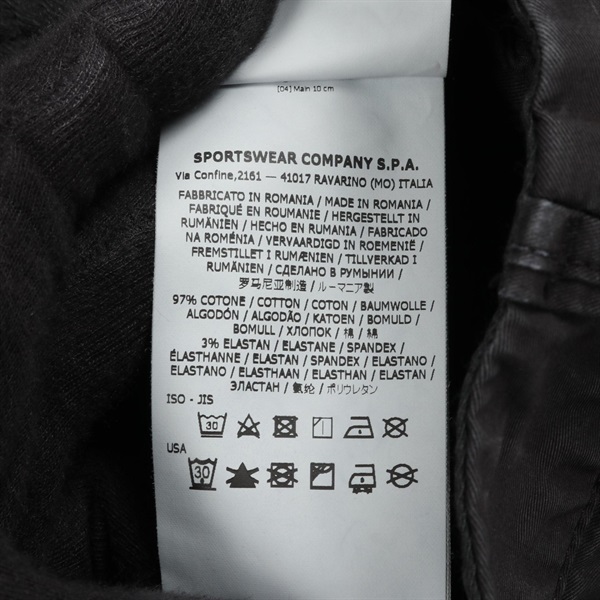 [04] Main 10 cm
SPORTSWEAR COMPANY S.P.A.
Via Confine,2161 — 41017 RAVARINO (MO) ITALIA
FABBRICATO IN ROMANIA / MADE IN ROMANIA /
FABRIQUÉ EN ROUMANIE / HERGESTELLT IN
RUMÄNIEN / HECHO EN RUMANIA / FABRICADO
NA ROMÉNIA / VERVAARDIGD IN ROEMENIË /
FREMSTILLET I RUMÆNIEN / TILLVERKAD I
RUMÄNIEN / СДЕЛАНО В РУМЫНИИ /
罗马尼亚制造 / ルーマニア製
97% COTONE / COTTON / COTON / BAUMWOLLE /
ALGODÓN / ALGODÃO / KATOEN / BOMULD /
BOMULL / ХЛОПОК / 棉 / 綿
3% ELASTAN / ELASTANE / SPANDEX /
ÉLASTHANNE / ELASTAN / SPANDEX / ELASTANO /
ELASTANO / ELASTHAAN / ELASTHAN / ELASTAN /
ЭЛАСТАН / 氨纶 / ポリウレタン
ISO - JIS
30
USA
30